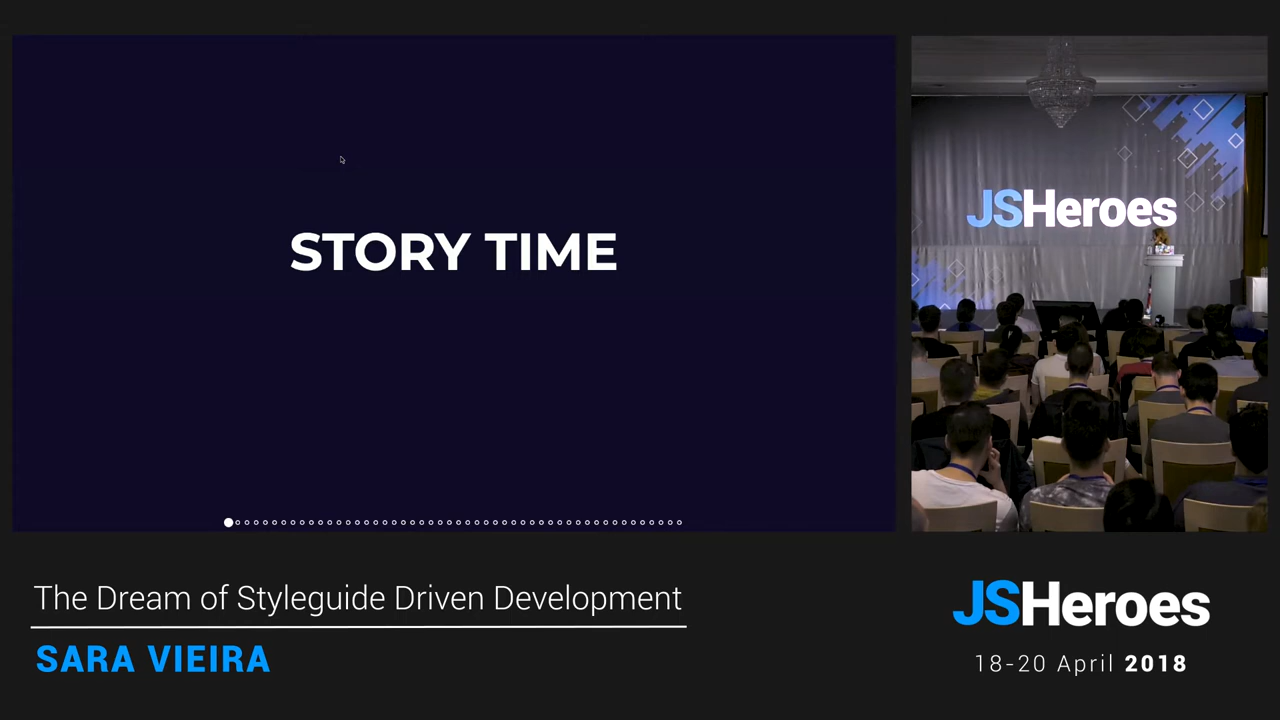 STORY TIME
JSHeroes
The Dream of Styleguide Driven Development
SARA VIEIRA
JSHeroes
18-20 April 2018